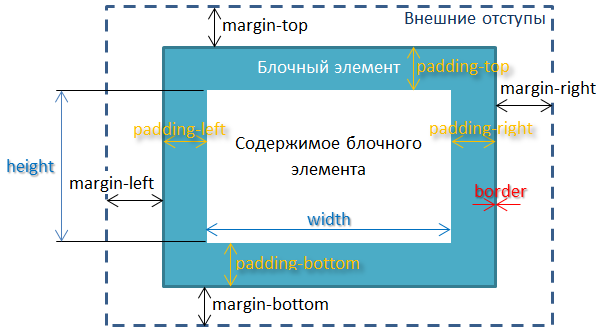 Внешние отступы
margin-top
Блочный элемент
padding-top
margin-right
padding-left
padding-right
Содержимое блочного
элемента
height
margin-left
border
width
padding-bottom
margin-bottom